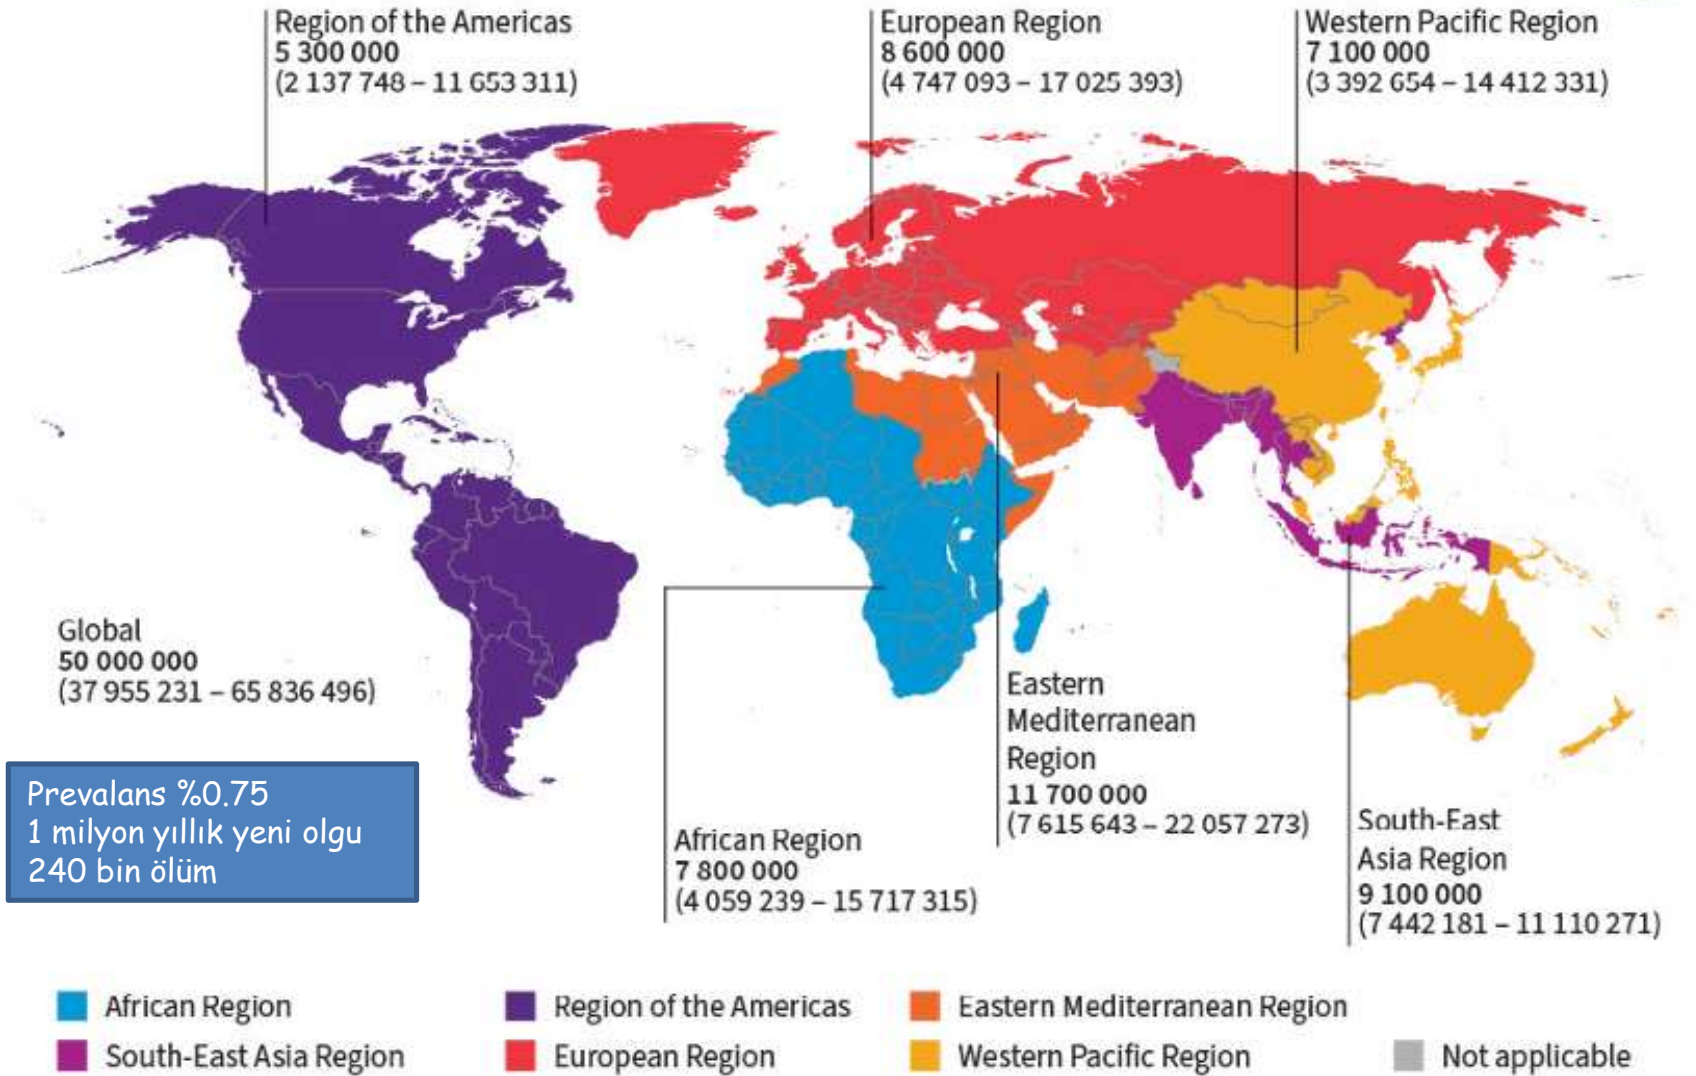 Region of the Americas
5 300 000
(2 137 748 – 11 653 311)
European Region
8 600 000
(4 747 093 – 17 025 393)
Western Pacific Region
7 100 000
(3 392 654 – 14 412 331)
Global
50 000 000
(37 955 231 – 65 836 496)
Prevalans %0.75
1 milyon yıllık yeni olgu
240 bin ölüm
African Region
7 800 000
(4 059 239 – 15 717 315)
Eastern
Mediterranean
Region
11 700 000
(7 615 643 – 22 057 273)
South-East
Asia Region
9 100 000
(7 442 181 – 11 110 271)
African Region
Region of the Americas
Eastern Mediterranean Region
South-East Asia Region
European Region
Western Pacific Region
Not applicable